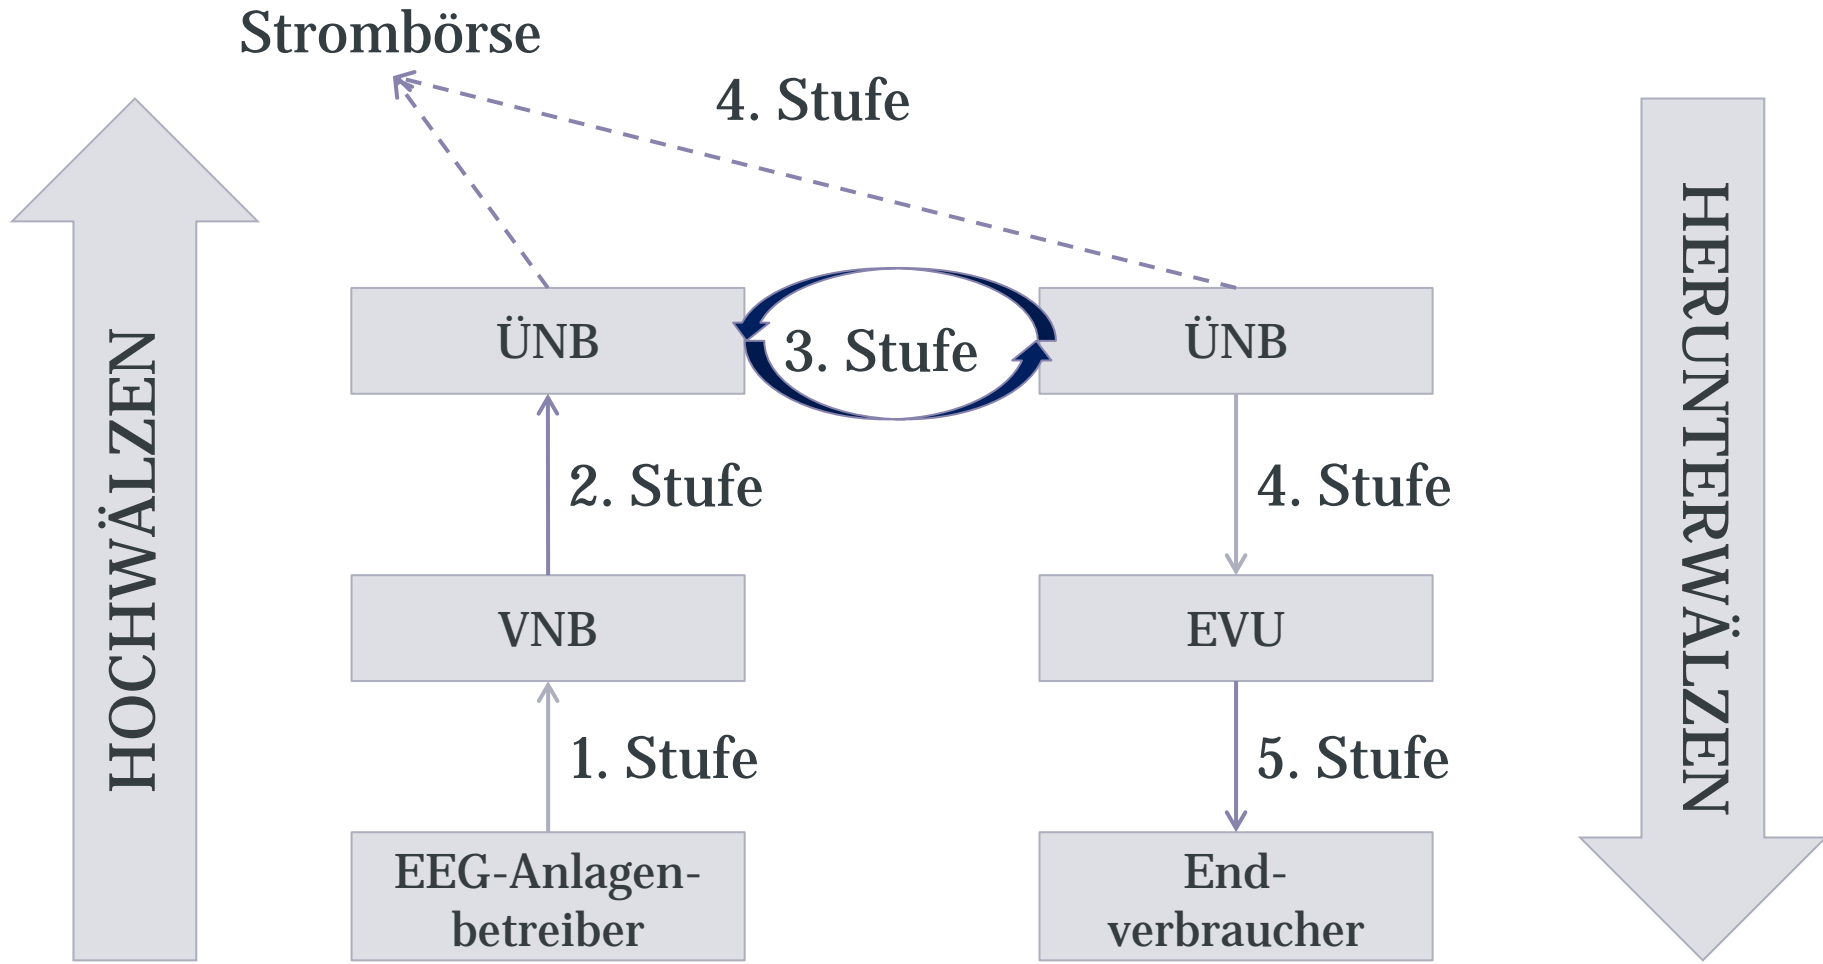 Strombörse
4. Stufe
HOCHWÄLZEN
ÜNB
3. Stufe
ÜNB
HERUNTERWÄLZEN
2. Stufe
4. Stufe
VNB
EVU
1. Stufe
5. Stufe
EEG-Anlagen-
betreiber
End-
verbraucher